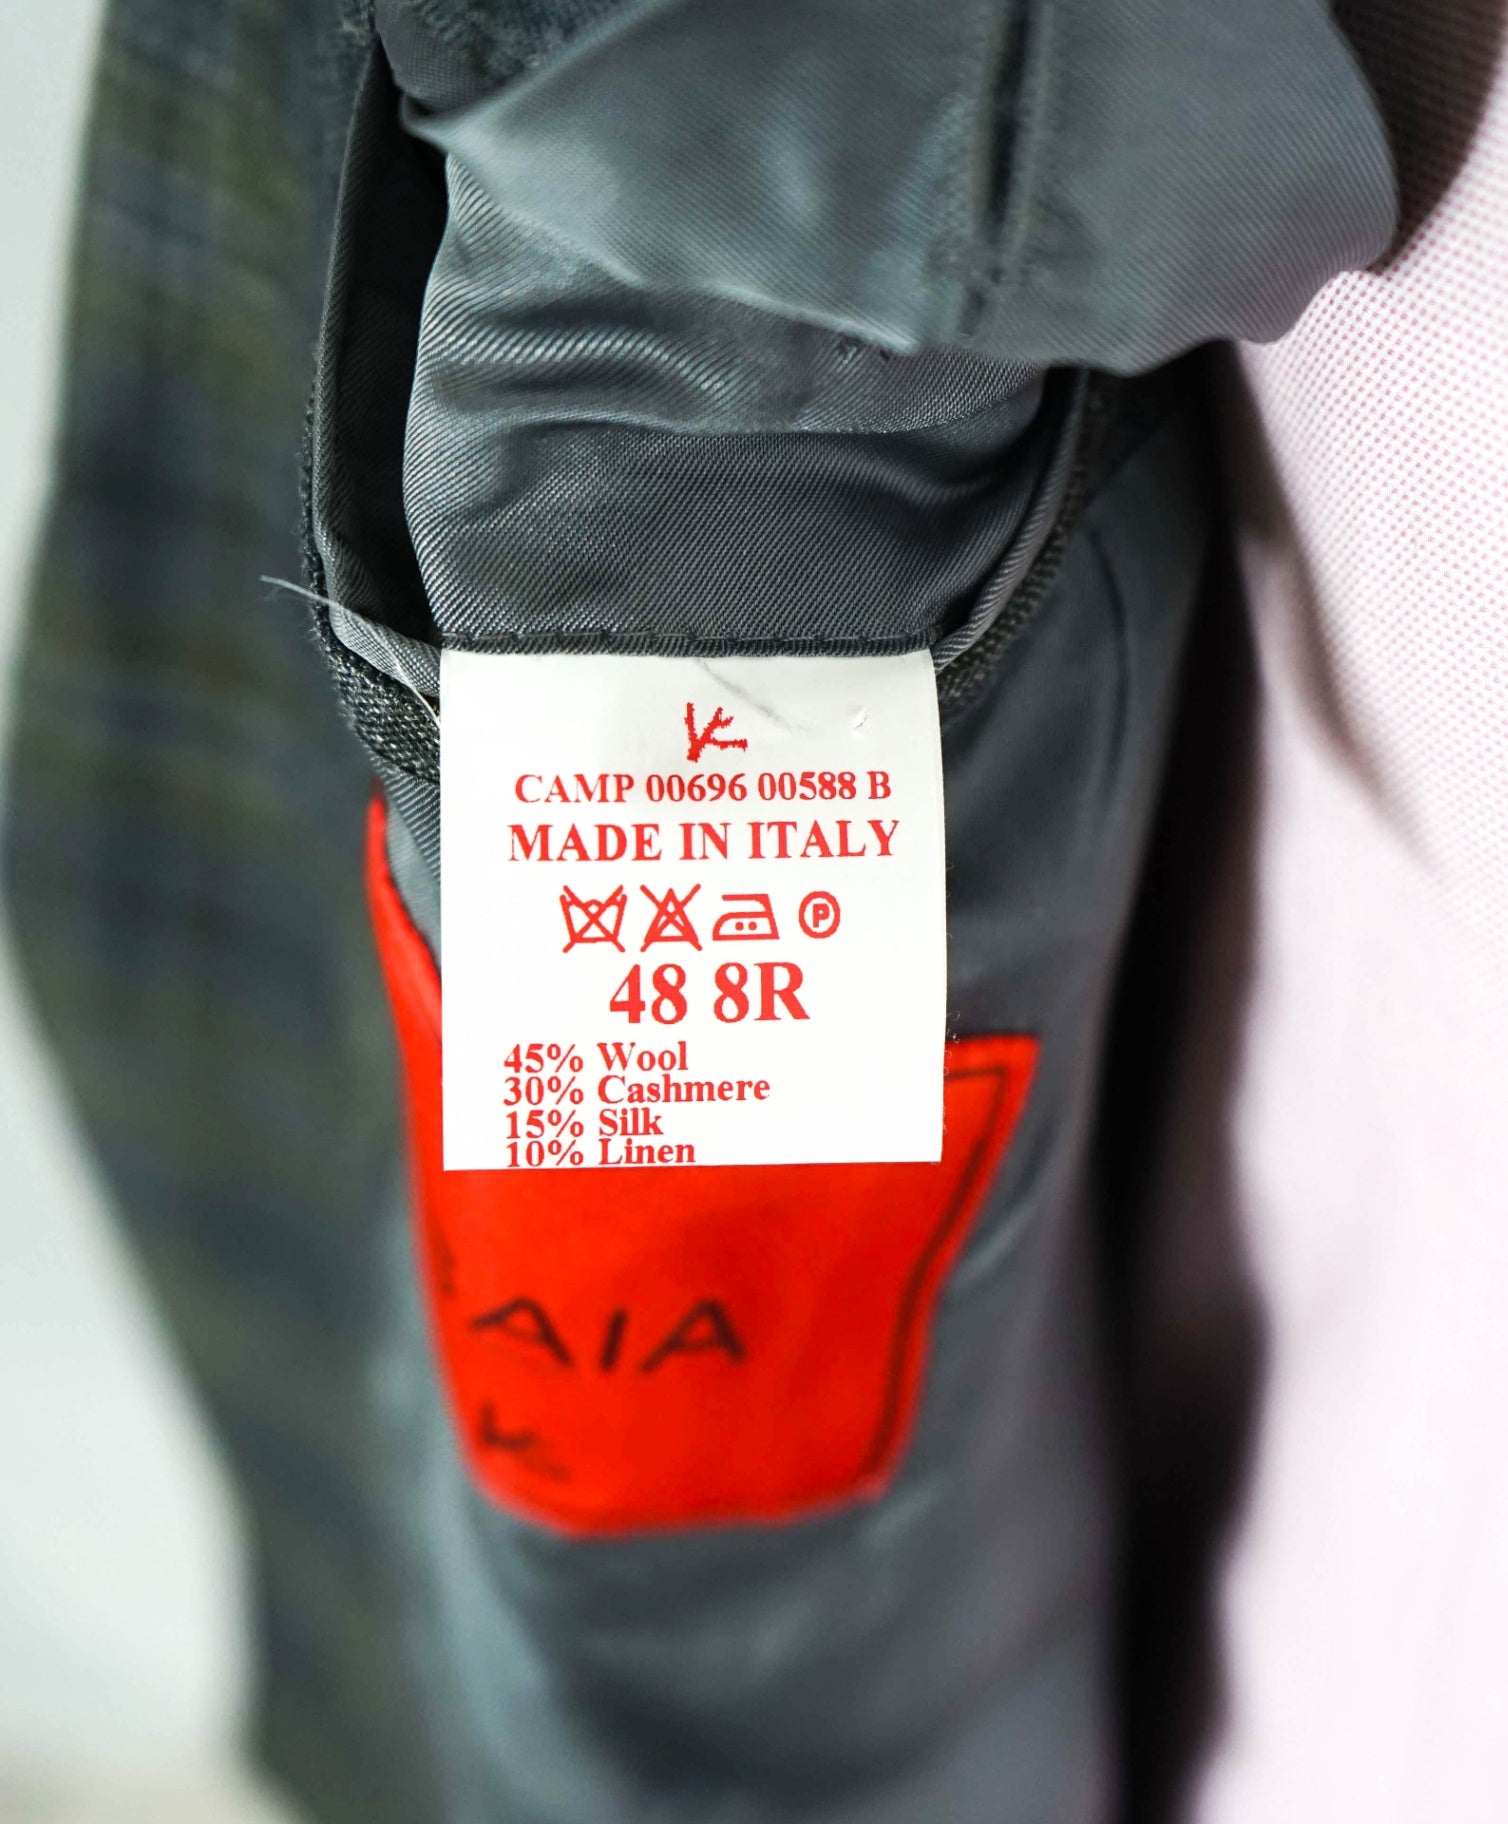 CAMP 00696 00588 B
MADE IN ITALY
P
48 8R
45% Wool
30% Cashmere
15% Silk
10% Linen
AIA